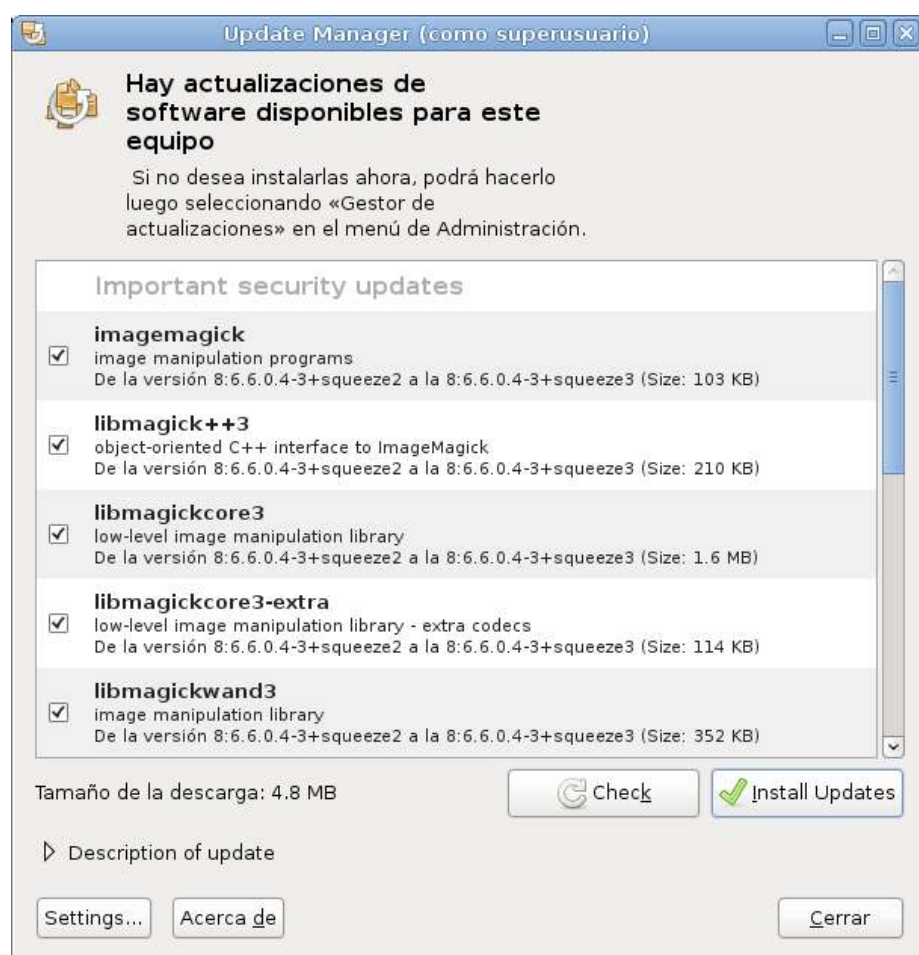 Update Manager (como superusuario)
Hay actualizaciones de
software disponibles para este
equipo
Si no desea instalarlas ahora, podrá hacerlo
luego seleccionando «Gestor de
actualizaciones» en el menú de Administración.
Important security updates
imagemagick
image manipulation programs
De la versión 8:6.6.0.4-3+squeeze2 a la 8:6.6.0.4-3+squeeze3 (Size: 103 KB)
libmagick++3
object-oriented C++ interface to ImageMagick
De la versión 8:6.6.0.4-3+squeeze2 a la 8:6.6.0.4-3+squeeze3 (Size: 210 KB)
libmagickcore3
low-level image manipulation library
De la versión 8:6.6.0.4-3+squeeze2 a la 8:6.6.0.4-3+squeeze3 (Size: 1.6 MB)
libmagickcore3-extra
low-level image manipulation library - extra codecs
De la versión 8:6.6.0.4-3+squeeze2 a la 8:6.6.0.4-3+squeeze3 (Size: 114 KB)
libmagickwand3
image manipulation library
De la versión 8:6.6.0.4-3+squeeze2 a la 8:6.6.0.4-3+squeeze3 (Size: 352 KB)
Tamaño de la descarga: 4.8 MB
Check
Install Updates
Description of update
Settings...
Acerca de
Cerrar